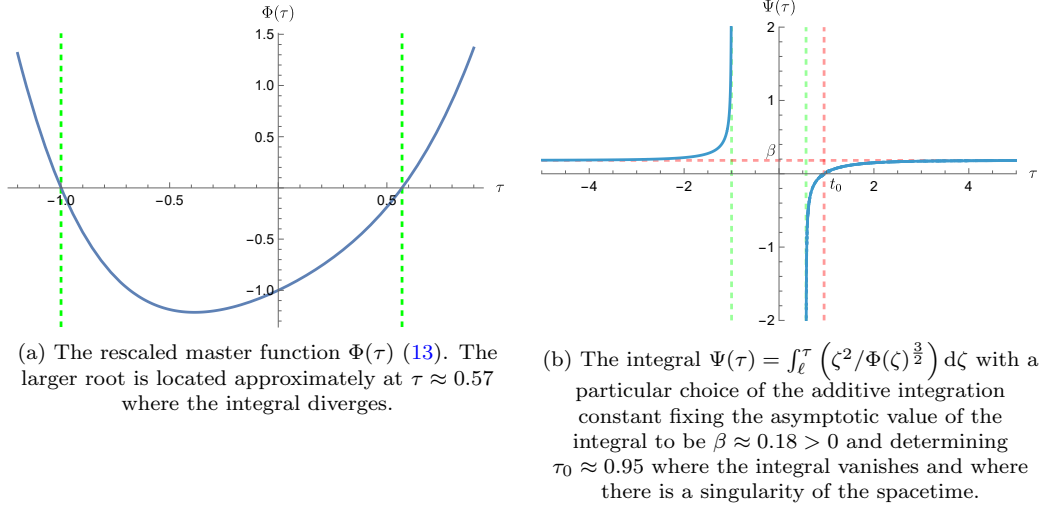 Φ(τ)
1.5
1.0
0.5
-1.0 -0.5 0.5 τ
-0.5
-1.0
(a) The rescaled master function Φ(τ) (13). The
larger root is located approximately at τ ≈ 0.57
where the integral diverges.
Ψ(τ)
2
1
β
-4 -2 t₀ 2 4 τ
-1
-2
(b) The integral Ψ(τ) = ∫_ℓ^τ (ζ²/Φ(ζ)^{3/2}) dζ with a
particular choice of the additive integration
constant fixing the asymptotic value of the
integral to be β ≈ 0.18 > 0 and determining
τ₀ ≈ 0.95 where the integral vanishes and where
there is a singularity of the spacetime.